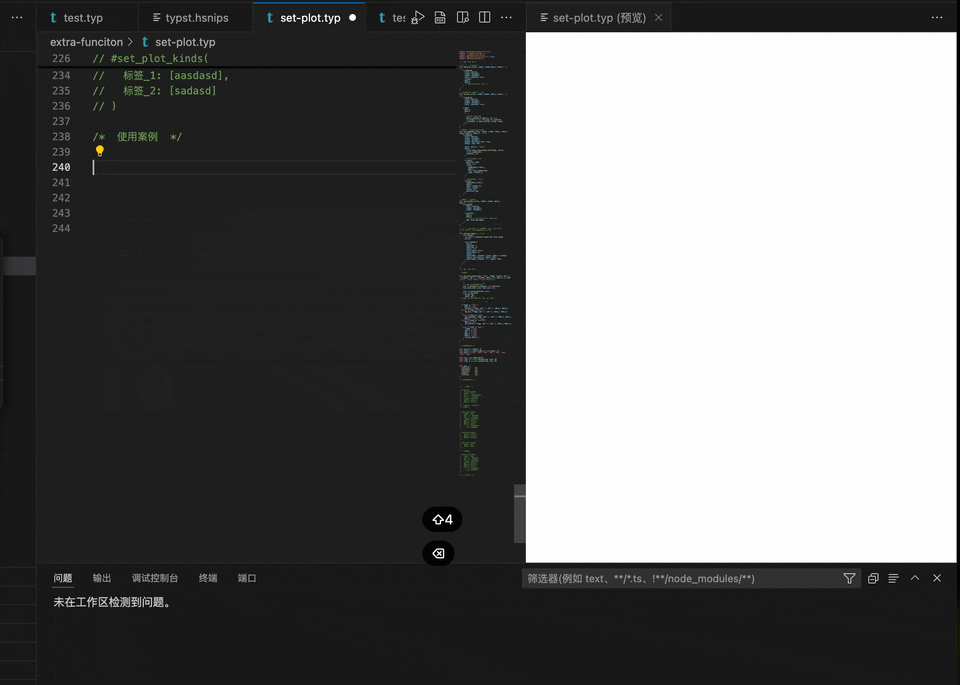 test.typ
typst.hsnips
set-plot.typ
tes
set-plot.typ (预览)
extra-funciton > set-plot.typ
226 // #set_plot_kinds(
234 //   标签_1: [aasdasd],
235 //   标签_2: [sadasd]
236 // )
237
238 /*  使用案例  */
239
240
241
242
243
244
⇧4
⌫
问题
输出
调试控制台
终端
端口
筛选器(例如 text、**/*.ts、!**/node_modules/**)
未在工作区检测到问题。